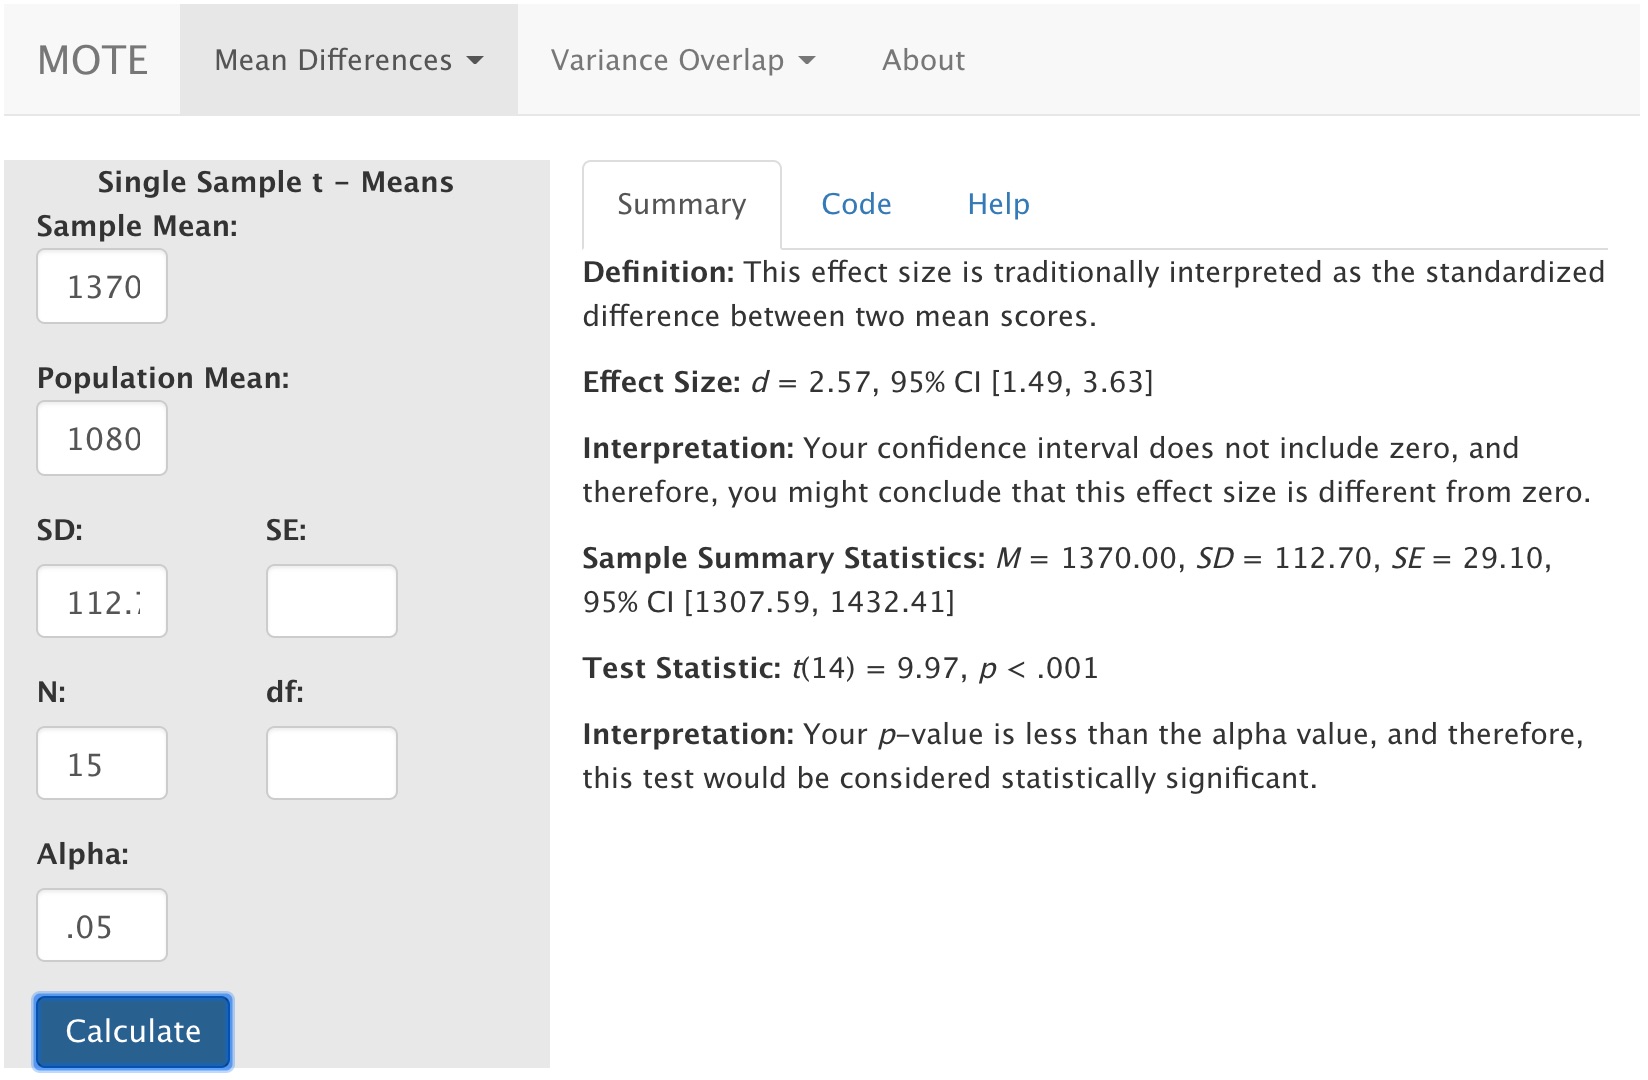 MOTE Mean Differences Variance Overlap About
Single Sample t – Means
Sample Mean:
1370
Population Mean:
1080
SD: SE:
112.7
N: df:
15
Alpha:
.05
Calculate
Summary Code Help
Definition: This effect size is traditionally interpreted as the standardized
difference between two mean scores.
Effect Size: d = 2.57, 95% CI [1.49, 3.63]
Interpretation: Your confidence interval does not include zero, and
therefore, you might conclude that this effect size is different from zero.
Sample Summary Statistics: M = 1370.00, SD = 112.70, SE = 29.10,
95% CI [1307.59, 1432.41]
Test Statistic: t(14) = 9.97, p < .001
Interpretation: Your p-value is less than the alpha value, and therefore,
this test would be considered statistically significant.